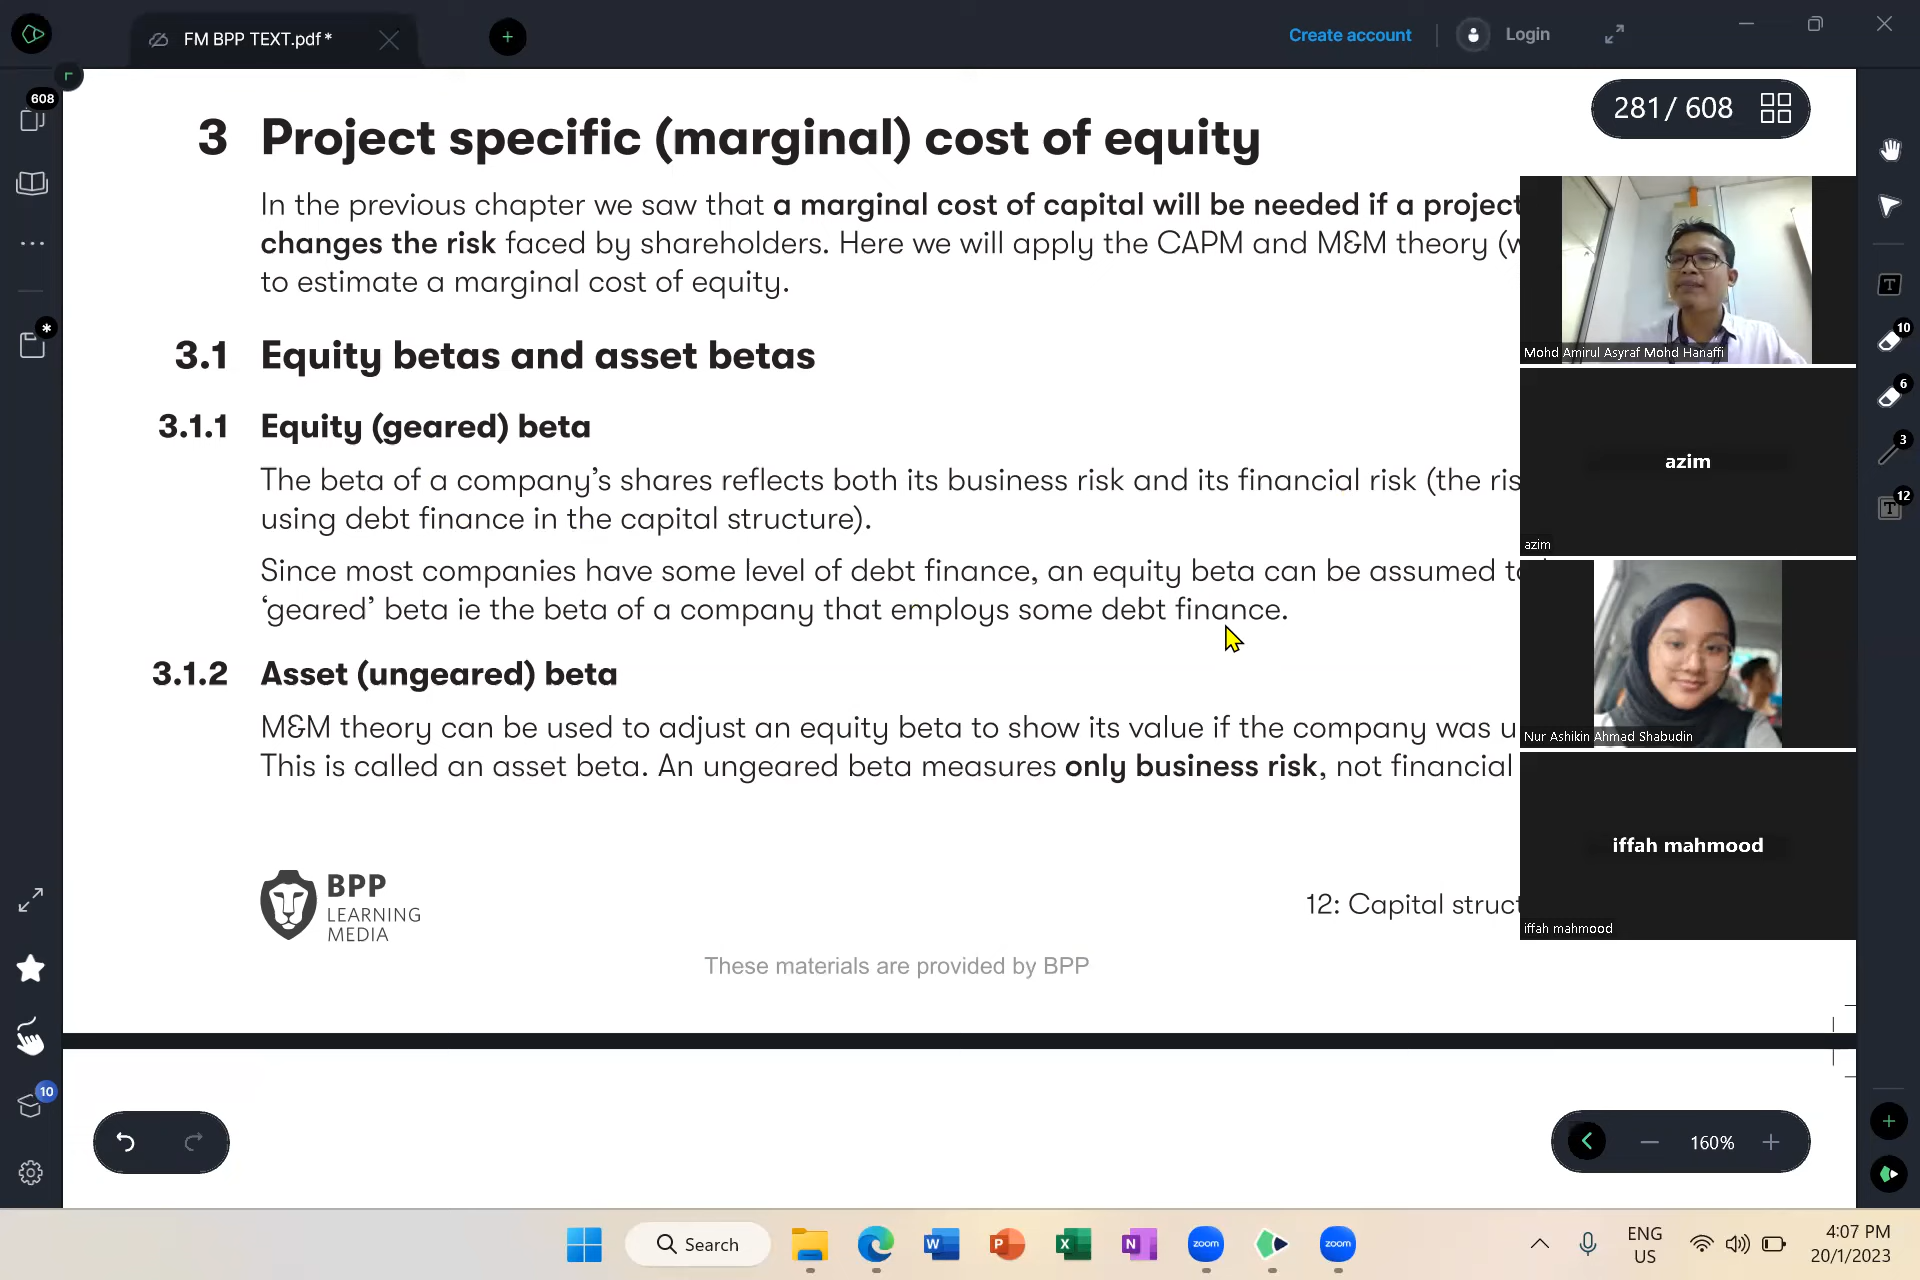 FM BPP TEXT.pdf *
Create account
Login
608
281/ 608
3 Project specific (marginal) cost of equity
In the previous chapter we saw that a marginal cost of capital will be needed if a project
changes the risk faced by shareholders. Here we will apply the CAPM and M&M theory
to estimate a marginal cost of equity.
3.1 Equity betas and asset betas
3.1.1 Equity (geared) beta
The beta of a company's shares reflects both its business risk and its financial risk (the
using debt finance in the capital structure).
Since most companies have some level of debt finance, an equity beta can be assumed
'geared' beta ie the beta of a company that employs some debt finance.
3.1.2 Asset (ungeared) beta
M&M theory can be used to adjust an equity beta to show its value if the company was
This is called an asset beta. An ungeared beta measures only business risk, not financial
BPP
LEARNING
MEDIA
12: Capital
These materials are provided by BPP
Mohd Amirul Asyraf Mohd Hanaffi
azim
azim
Nur Ashikin Ahmad Shabudin
iffah mahmood
iffah mahmood
*
T
10
6
3
12
T
10
160%
Search
W
P
X
N
zoom
zoom
ENG
US
4:07 PM
20/1/2023